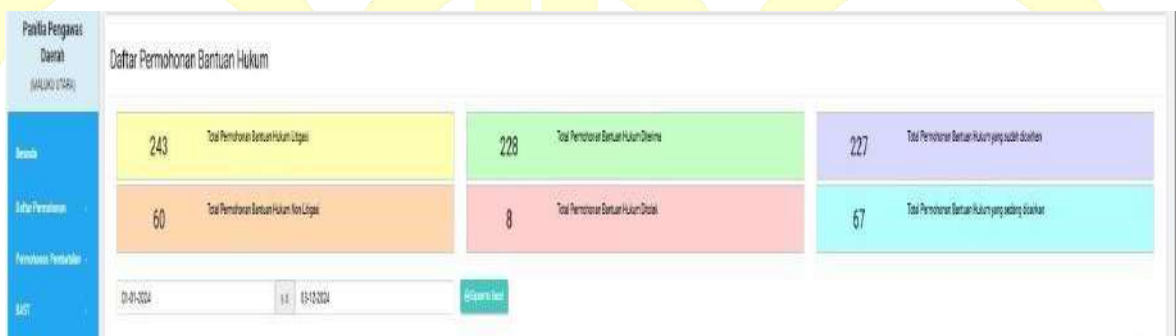 Panitia Pengawas
Daerah
(MALUKU UTARA)
Beranda
Daftar Permohonan
Permohonan Pembatalan
BAST
Daftar Permohonan Bantuan Hukum
243 Total Permohonan Bantuan Hukum Litigasi
228 Total Permohonan Bantuan Hukum Diterima
227 Total Permohonan Bantuan Hukum yang sudah dicairkan
60 Total Permohonan Bantuan Hukum Non Litigasi
8 Total Permohonan Bantuan Hukum Ditolak
67 Total Permohonan Bantuan Hukum yang sedang dicairkan
01-01-2024 s.d 03-12-2024
Export to Excel